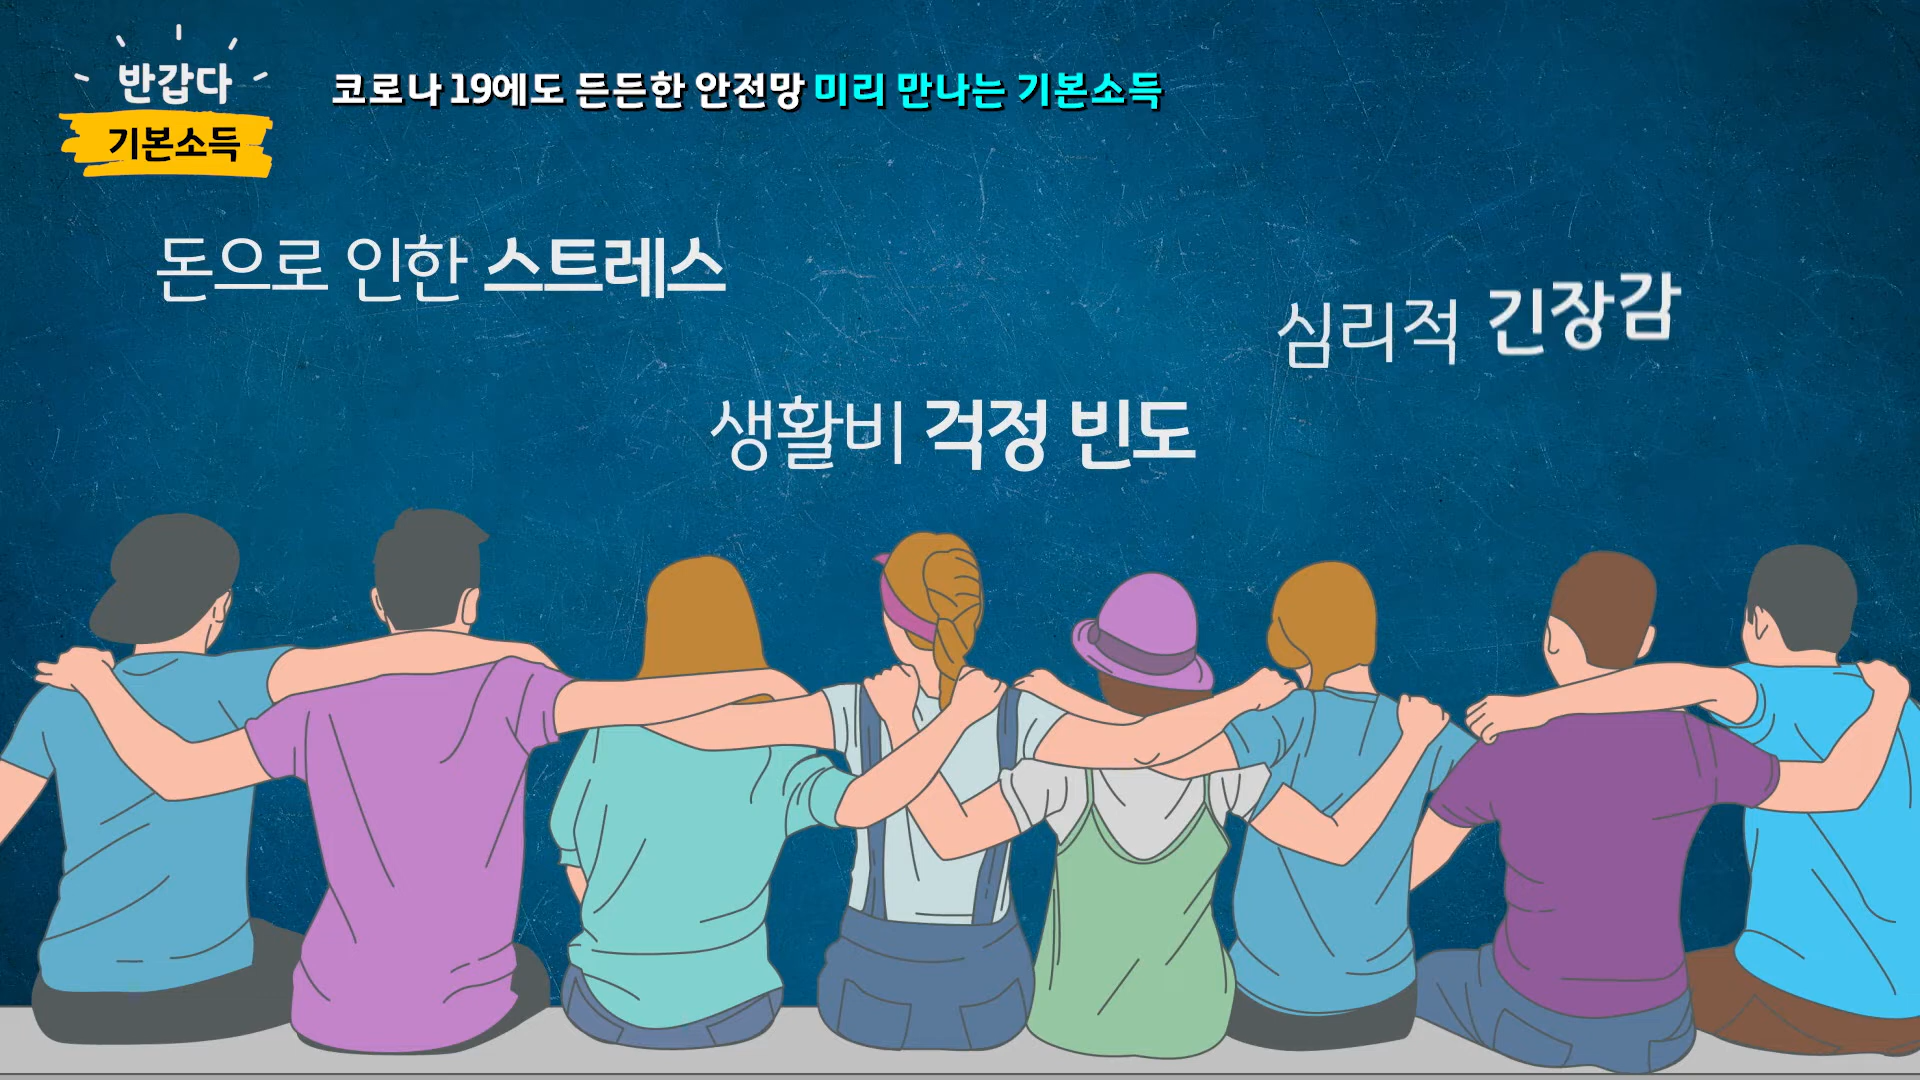 반갑다
기본소득
코로나 19에도 든든한 안전망 미리 만나는 기본소득
돈으로 인한 스트레스
심리적 긴장감
생활비 걱정 빈도